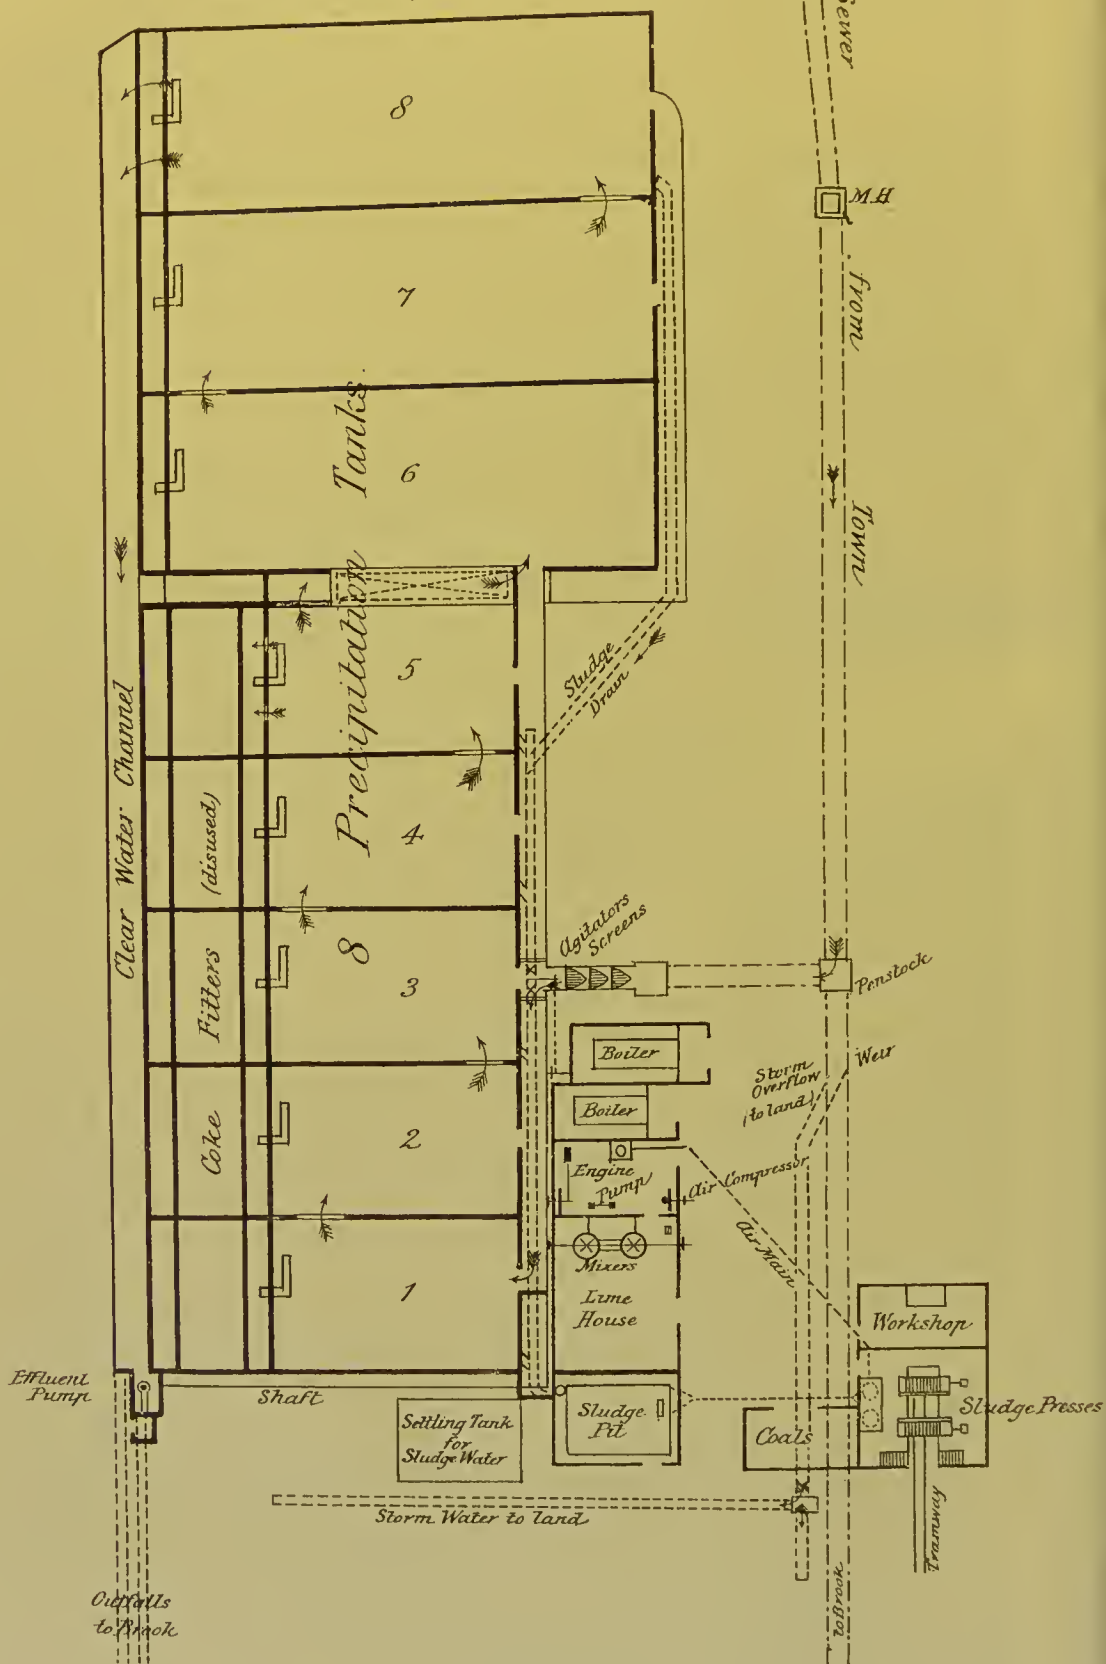 Sewer
M.H
from
Town
8
7
6
5
4
3
2
1
8 Precipitation Tanks.
Clear Water Channel
Coke Filters (disused)
Sludge
Drain
Agitators
Screens
Penstock
Weir
Storm
Overflow
(to land)
Boiler
Boiler
Engine
Pump
Air Compressor
Air Main
Mixers
Lime
House
Workshop
Effluent
Pump
Shaft
Settling Tank
for
Sludge Water
Sludge
Pit
Coals
Sludge Presses
Storm Water to land
Tramway
Outfalls
to Brook
to Brook